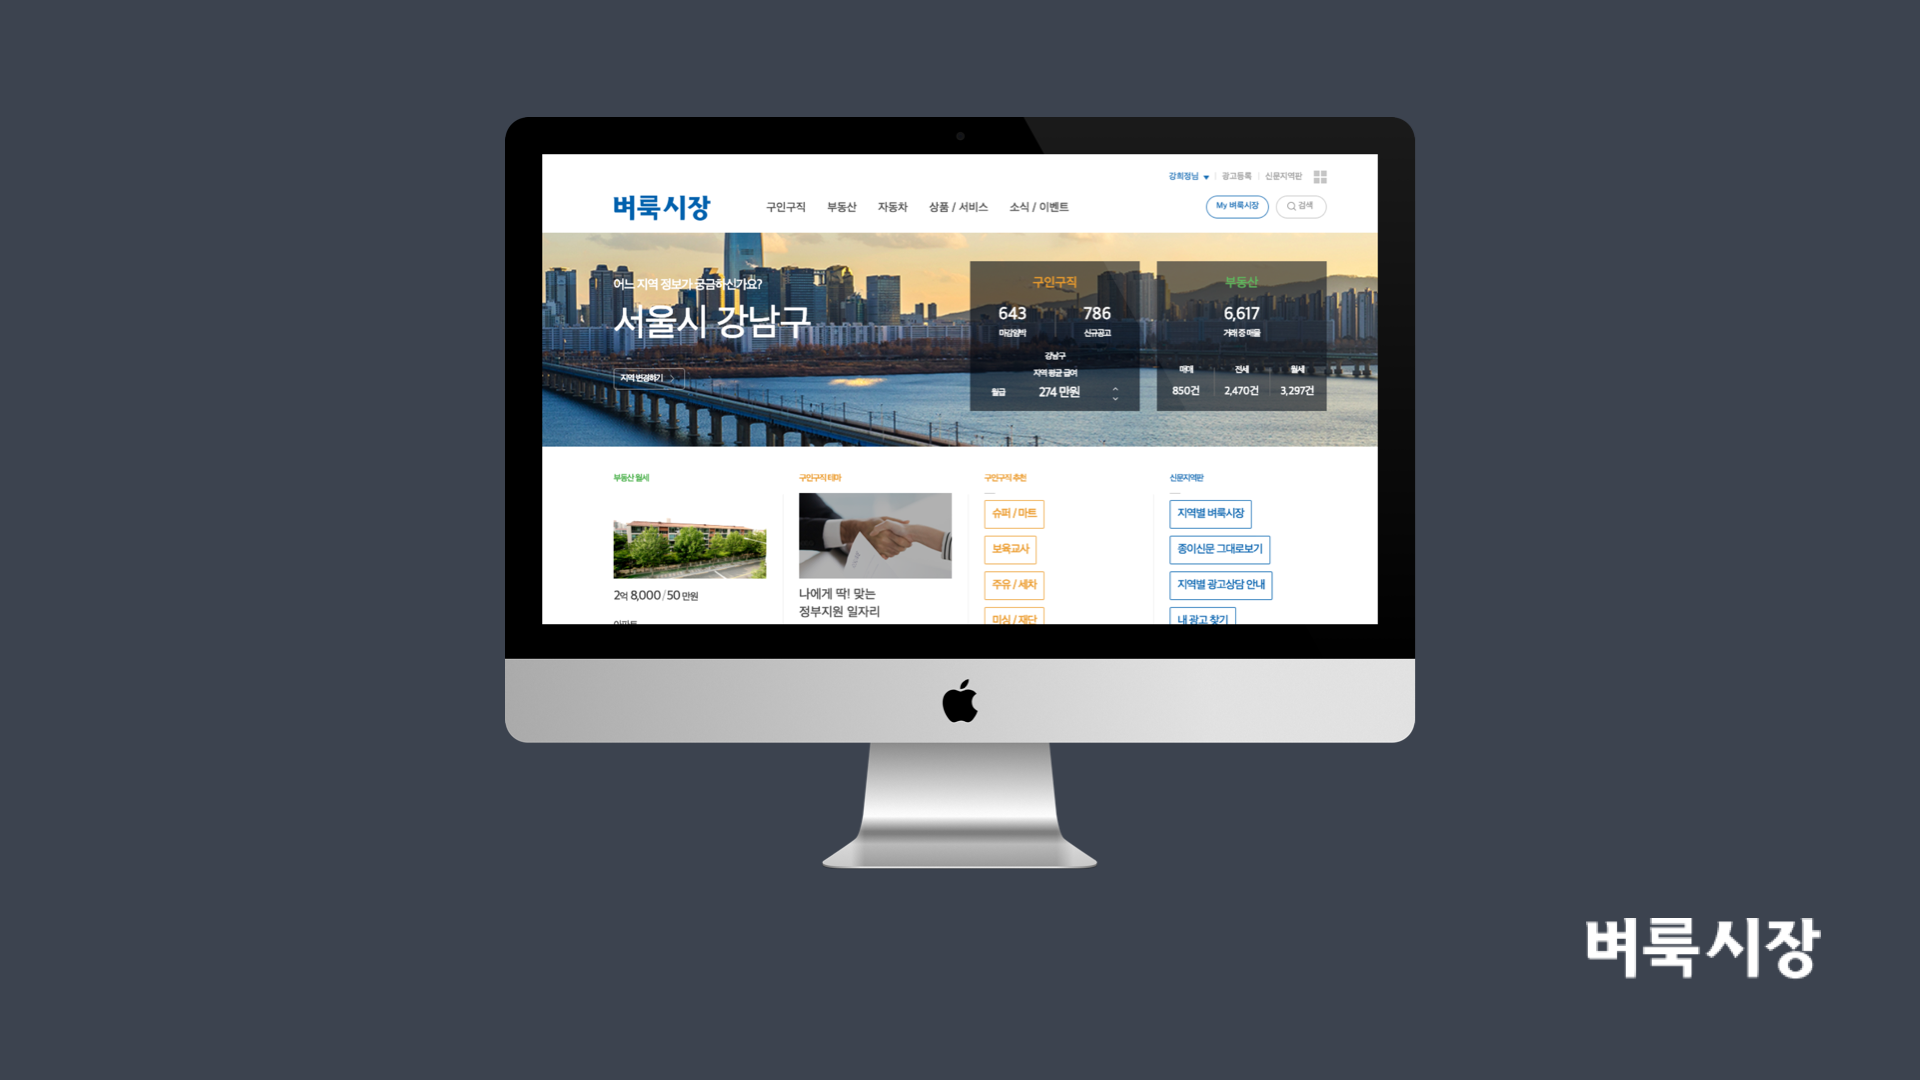 강희정님 광고등록 신문지역판
벼룩시장 구인구직 부동산 자동차 상품 / 서비스 소식 / 이벤트 My 벼룩시장 검색
어느 지역 정보가 궁금하신가요?
서울시 강남구
지역 변경하기
구인구직
643 786
마감임박 신규공고
강남구
지역 평균 급여
월급 274 만원
부동산
6,617
거래 중 매물
매매 전세 월세
850건 2,470건 3,297건
부동산 월세
2억 8,000 / 50 만원
아파트
구인구직 테마
나에게 딱! 맞는
정부지원 일자리
구인구직 추천
슈퍼 / 마트
보육교사
주유 / 세차
미싱 / 재단
신문지역판
지역별 벼룩시장
종이신문 그대로보기
지역별 광고상담 안내
내 광고 찾기
벼룩시장